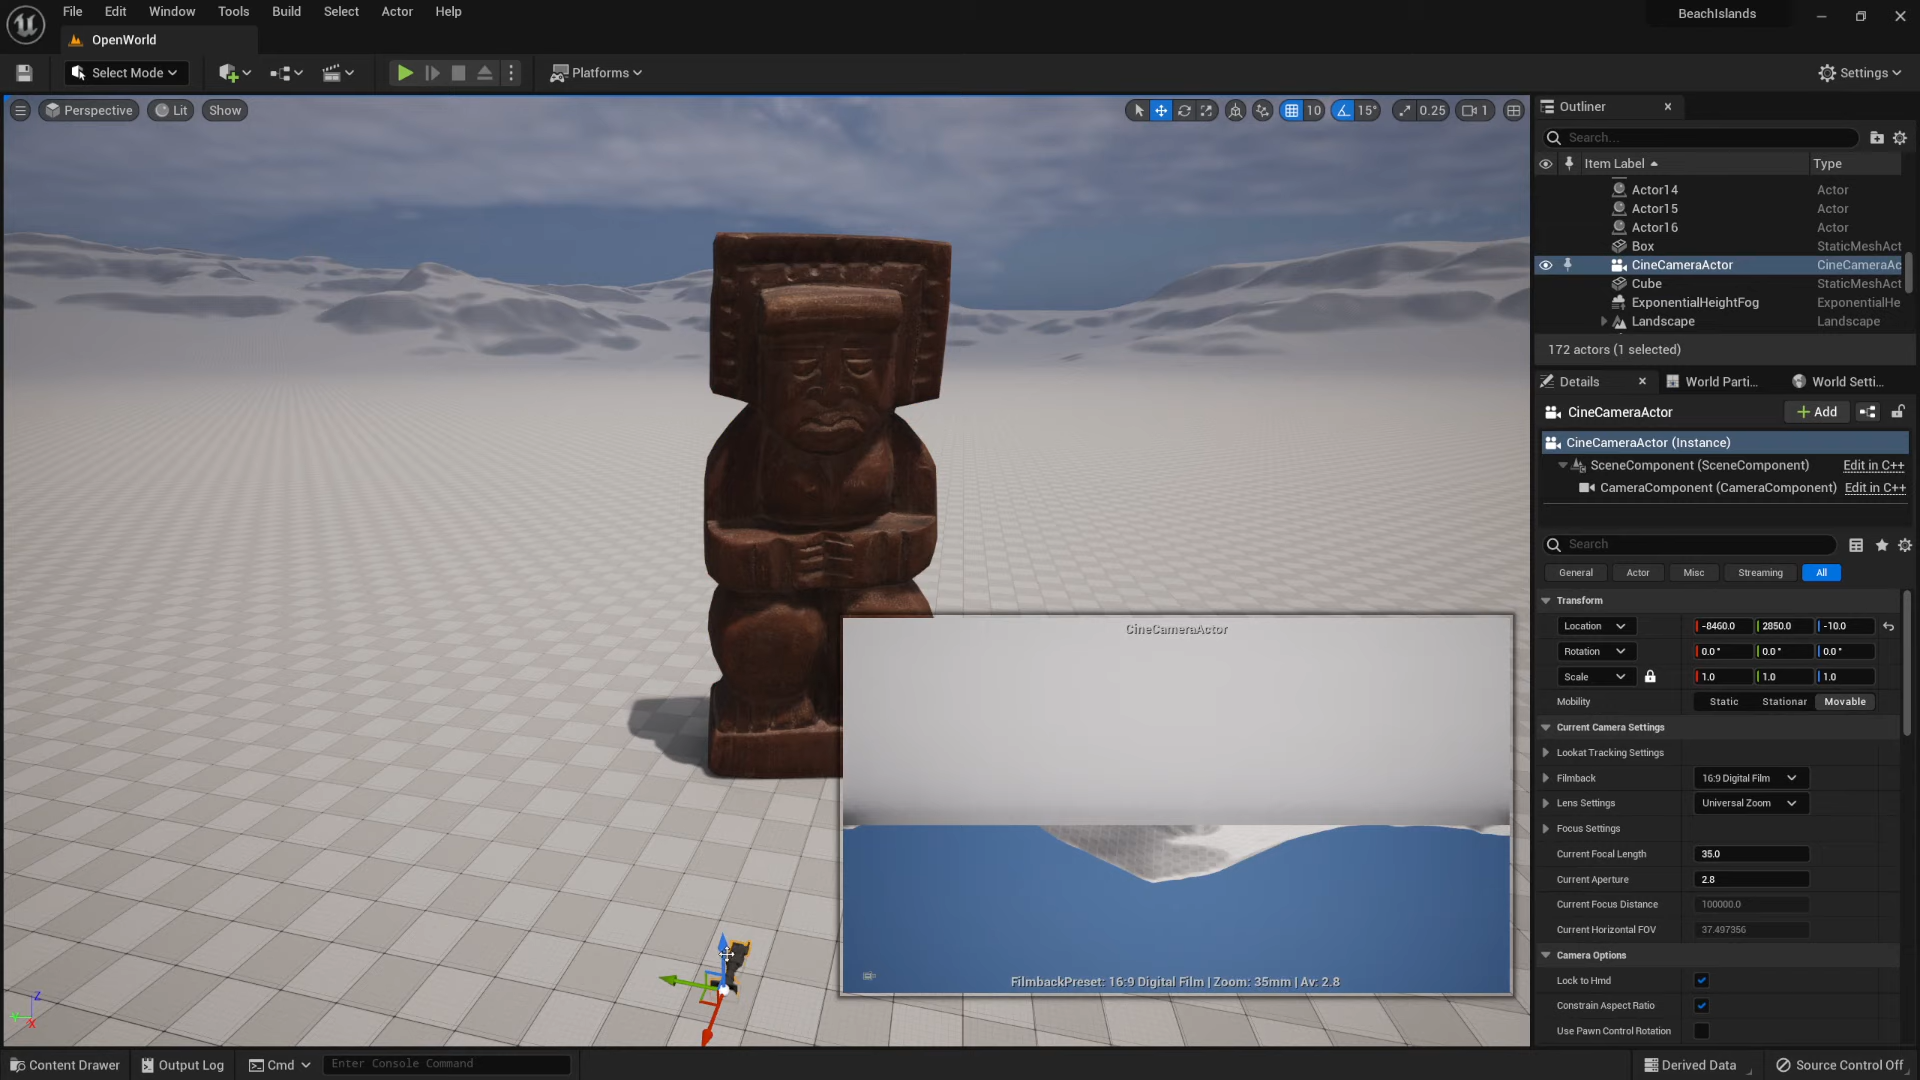 File Edit Window Tools Build Select Actor Help
BeachIslands
OpenWorld
Select Mode
Platforms
Settings
Perspective Lit Show
10 15° 0.25 1
Outliner
Search...
Item Label Type
Actor14 Actor
Actor15 Actor
Actor16 Actor
Box StaticMeshAct
CineCameraActor CineCameraAc
Cube StaticMeshAct
ExponentialHeightFog ExponentialHe
Landscape Landscape
172 actors (1 selected)
Details World Parti... World Setti...
CineCameraActor Add
CineCameraActor (Instance)
SceneComponent (SceneComponent) Edit in C++
CameraComponent (CameraComponent) Edit in C++
Search
General Actor Misc Streaming All
Transform
Location -8460.0 2850.0 -10.0
Rotation 0.0° 0.0° 0.0°
Scale 1.0 1.0 1.0
Mobility Static Stationar Movable
Current Camera Settings
Lookat Tracking Settings
Filmback 16:9 Digital Film
Lens Settings Universal Zoom
Focus Settings
Current Focal Length 35.0
Current Aperture 2.8
Current Focus Distance 100000.0
Current Horizontal FOV 37.497356
Camera Options
Lock to Hmd
Constrain Aspect Ratio
Use Pawn Control Rotation
CineCameraActor
FilmbackPreset: 16:9 Digital Film | Zoom: 35mm | Av: 2.8
Z
X
Content Drawer Output Log Cmd Enter Console Command
Derived Data Source Control Off